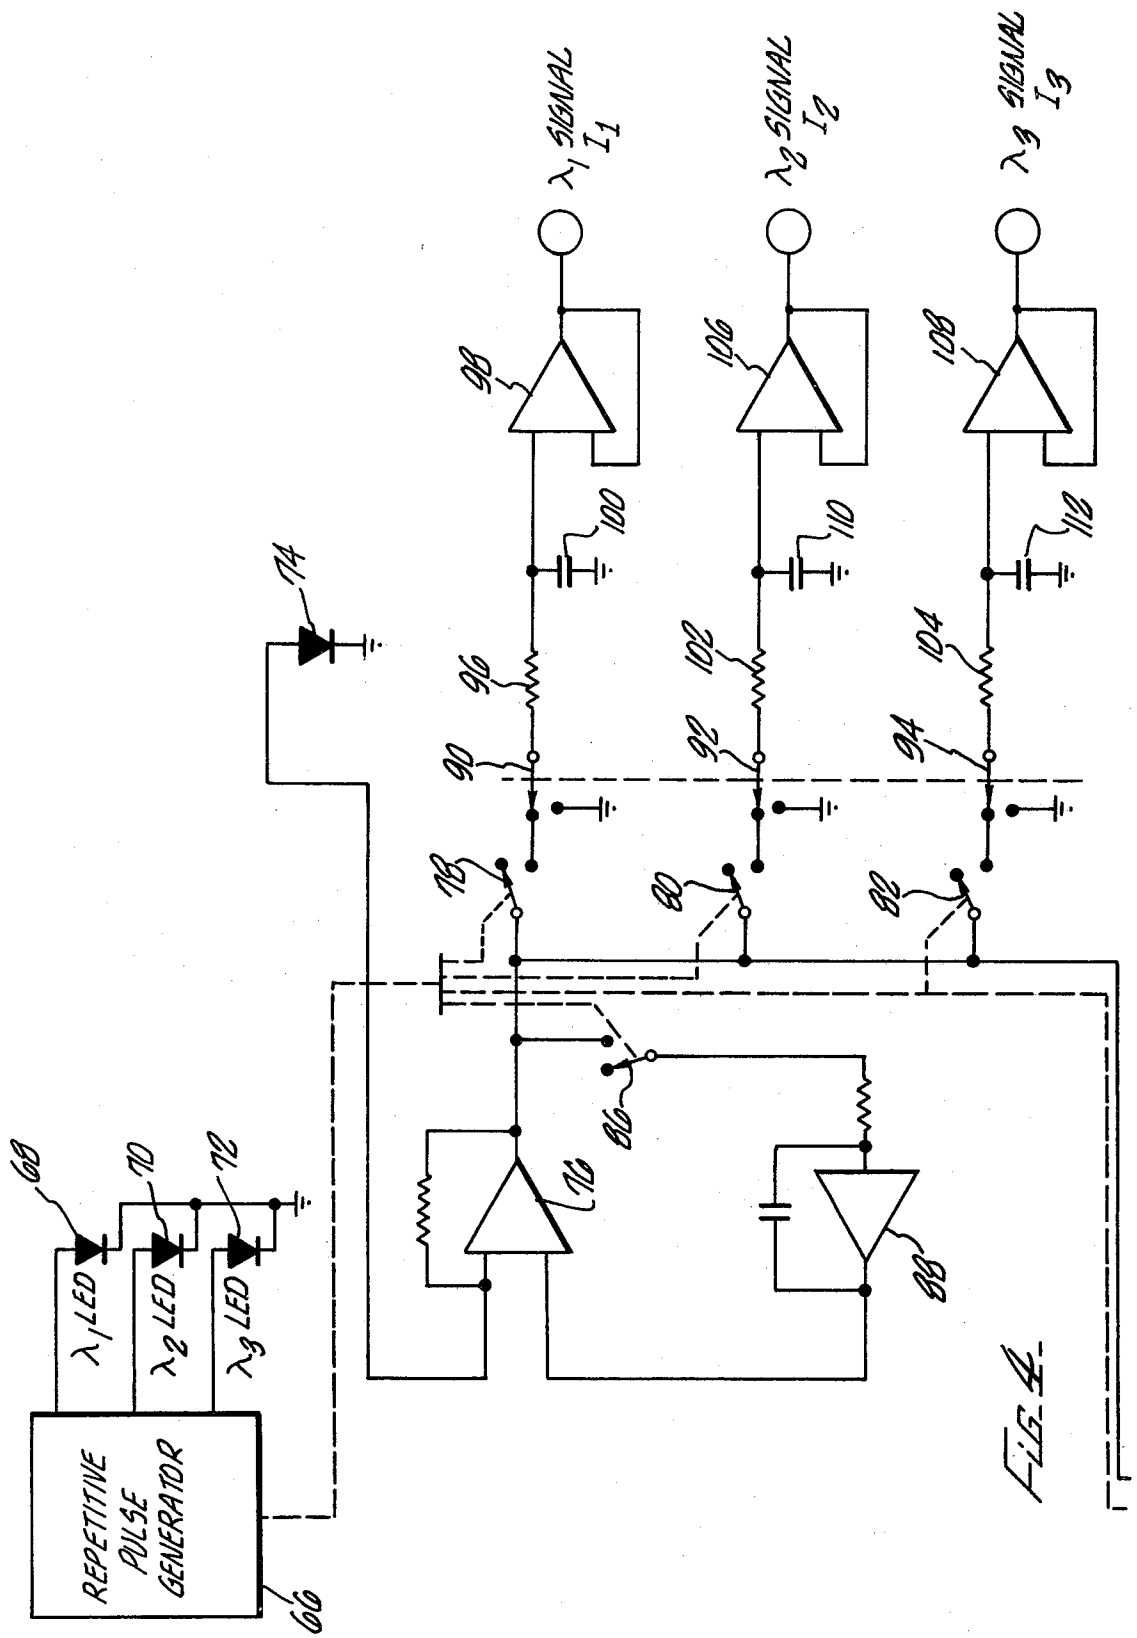 REPETITIVE
PULSE
GENERATOR
66
λ1 LED
68
λ2 LED
70
λ3 LED
72
74
76
86
88
78
80
82
90
92
94
96
102
104
100
110
112
98
106
108
λ1 SIGNAL
I1
λ2 SIGNAL
I2
λ3 SIGNAL
I3
FIG. 4